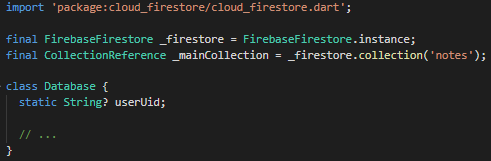 import 'package:cloud_firestore/cloud_firestore.dart';
final FirebaseFirestore _firestore = FirebaseFirestore.instance;
final CollectionReference _mainCollection = _firestore.collection('notes');
class Database {
static String? userUid;
// ...
}